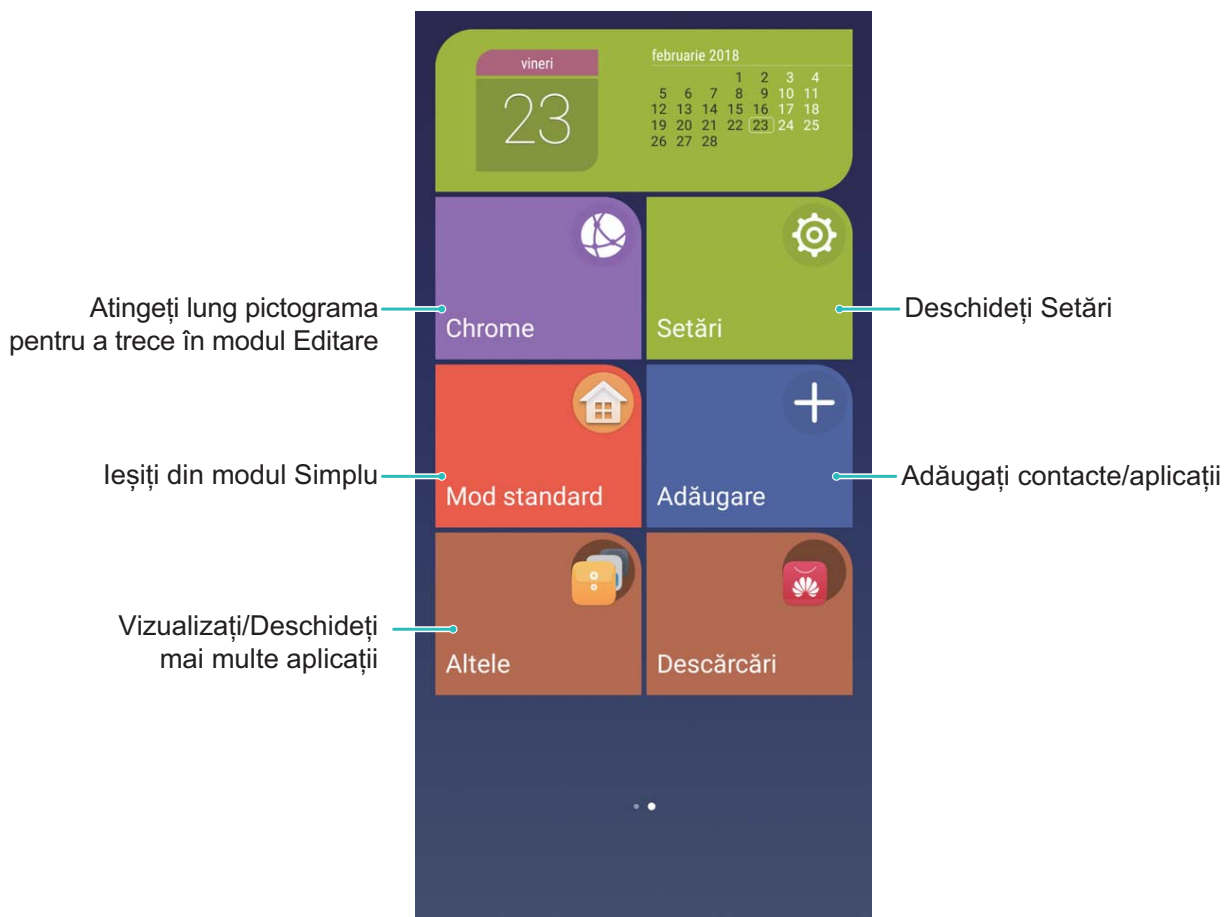 vineri
23
februarie 2018
1 2 3 4
5 6 7 8 9 10 11
12 13 14 15 16 17 18
19 20 21 22 23 24 25
26 27 28
Atingeți lung pictograma
pentru a trece în modul Editare
Chrome
Setări
Deschideți Setări
Ieșiți din modul Simplu
Mod standard
Adăugare
Adăugați contacte/aplicații
Vizualizați/Deschideți
mai multe aplicații
Altele
Descărcări